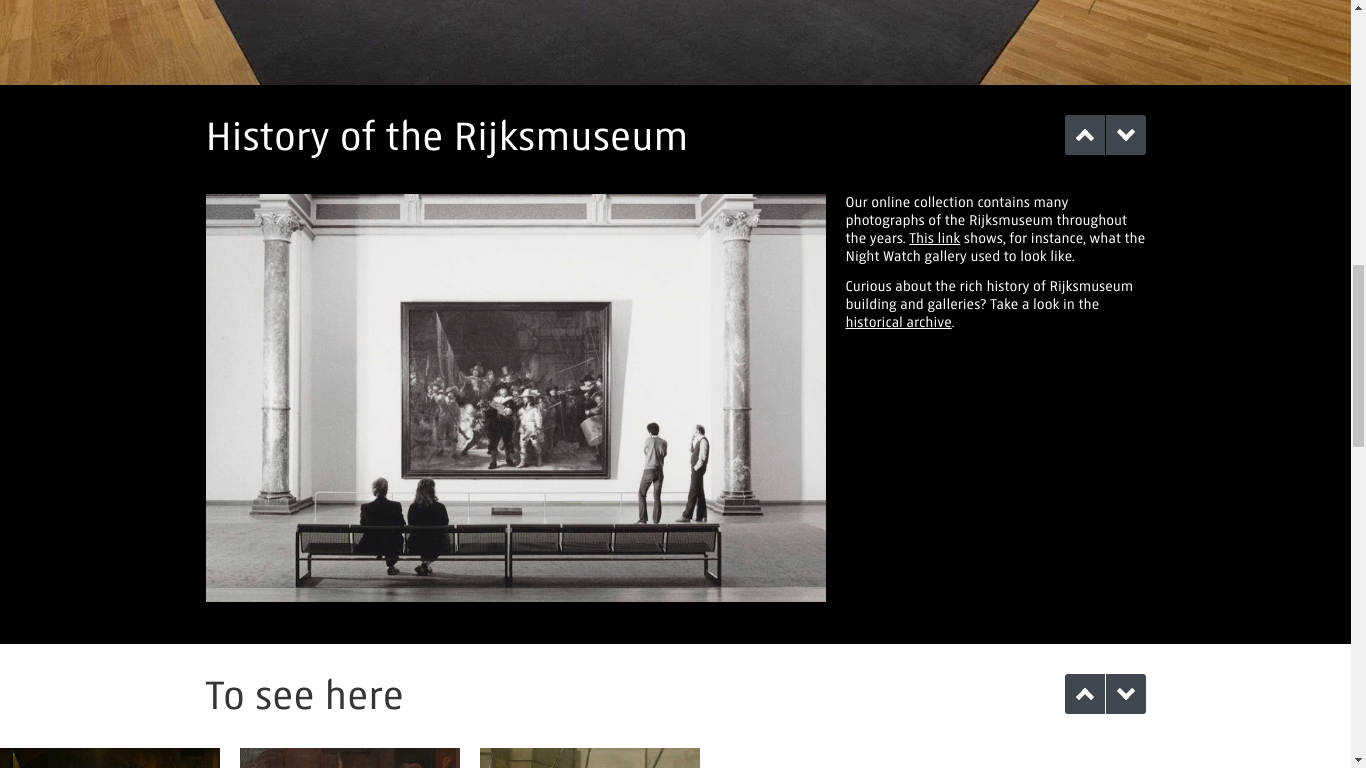 History of the Rijksmuseum
Our online collection contains many
photographs of the Rijksmuseum throughout
the years. This link shows, for instance, what the
Night Watch gallery used to look like.
Curious about the rich history of Rijksmuseum
building and galleries? Take a look in the
historical archive.
To see here